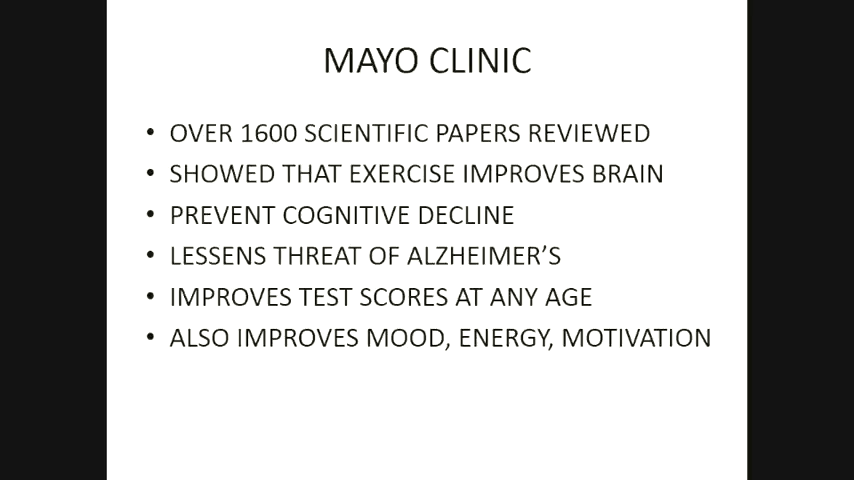 MAYO CLINIC
• OVER 1600 SCIENTIFIC PAPERS REVIEWED
• SHOWED THAT EXERCISE IMPROVES BRAIN
• PREVENT COGNITIVE DECLINE
• LESSENS THREAT OF ALZHEIMER’S
• IMPROVES TEST SCORES AT ANY AGE
• ALSO IMPROVES MOOD, ENERGY, MOTIVATION